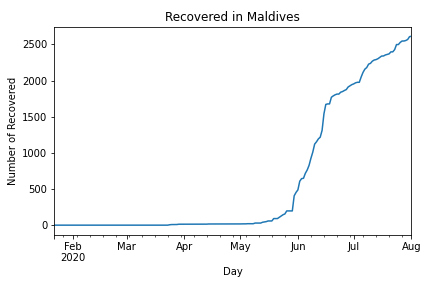 Recovered in Maldives
Number of Recovered
2500
2000
1500
1000
500
0
Feb Mar Apr May Jun Jul Aug
2020
Day